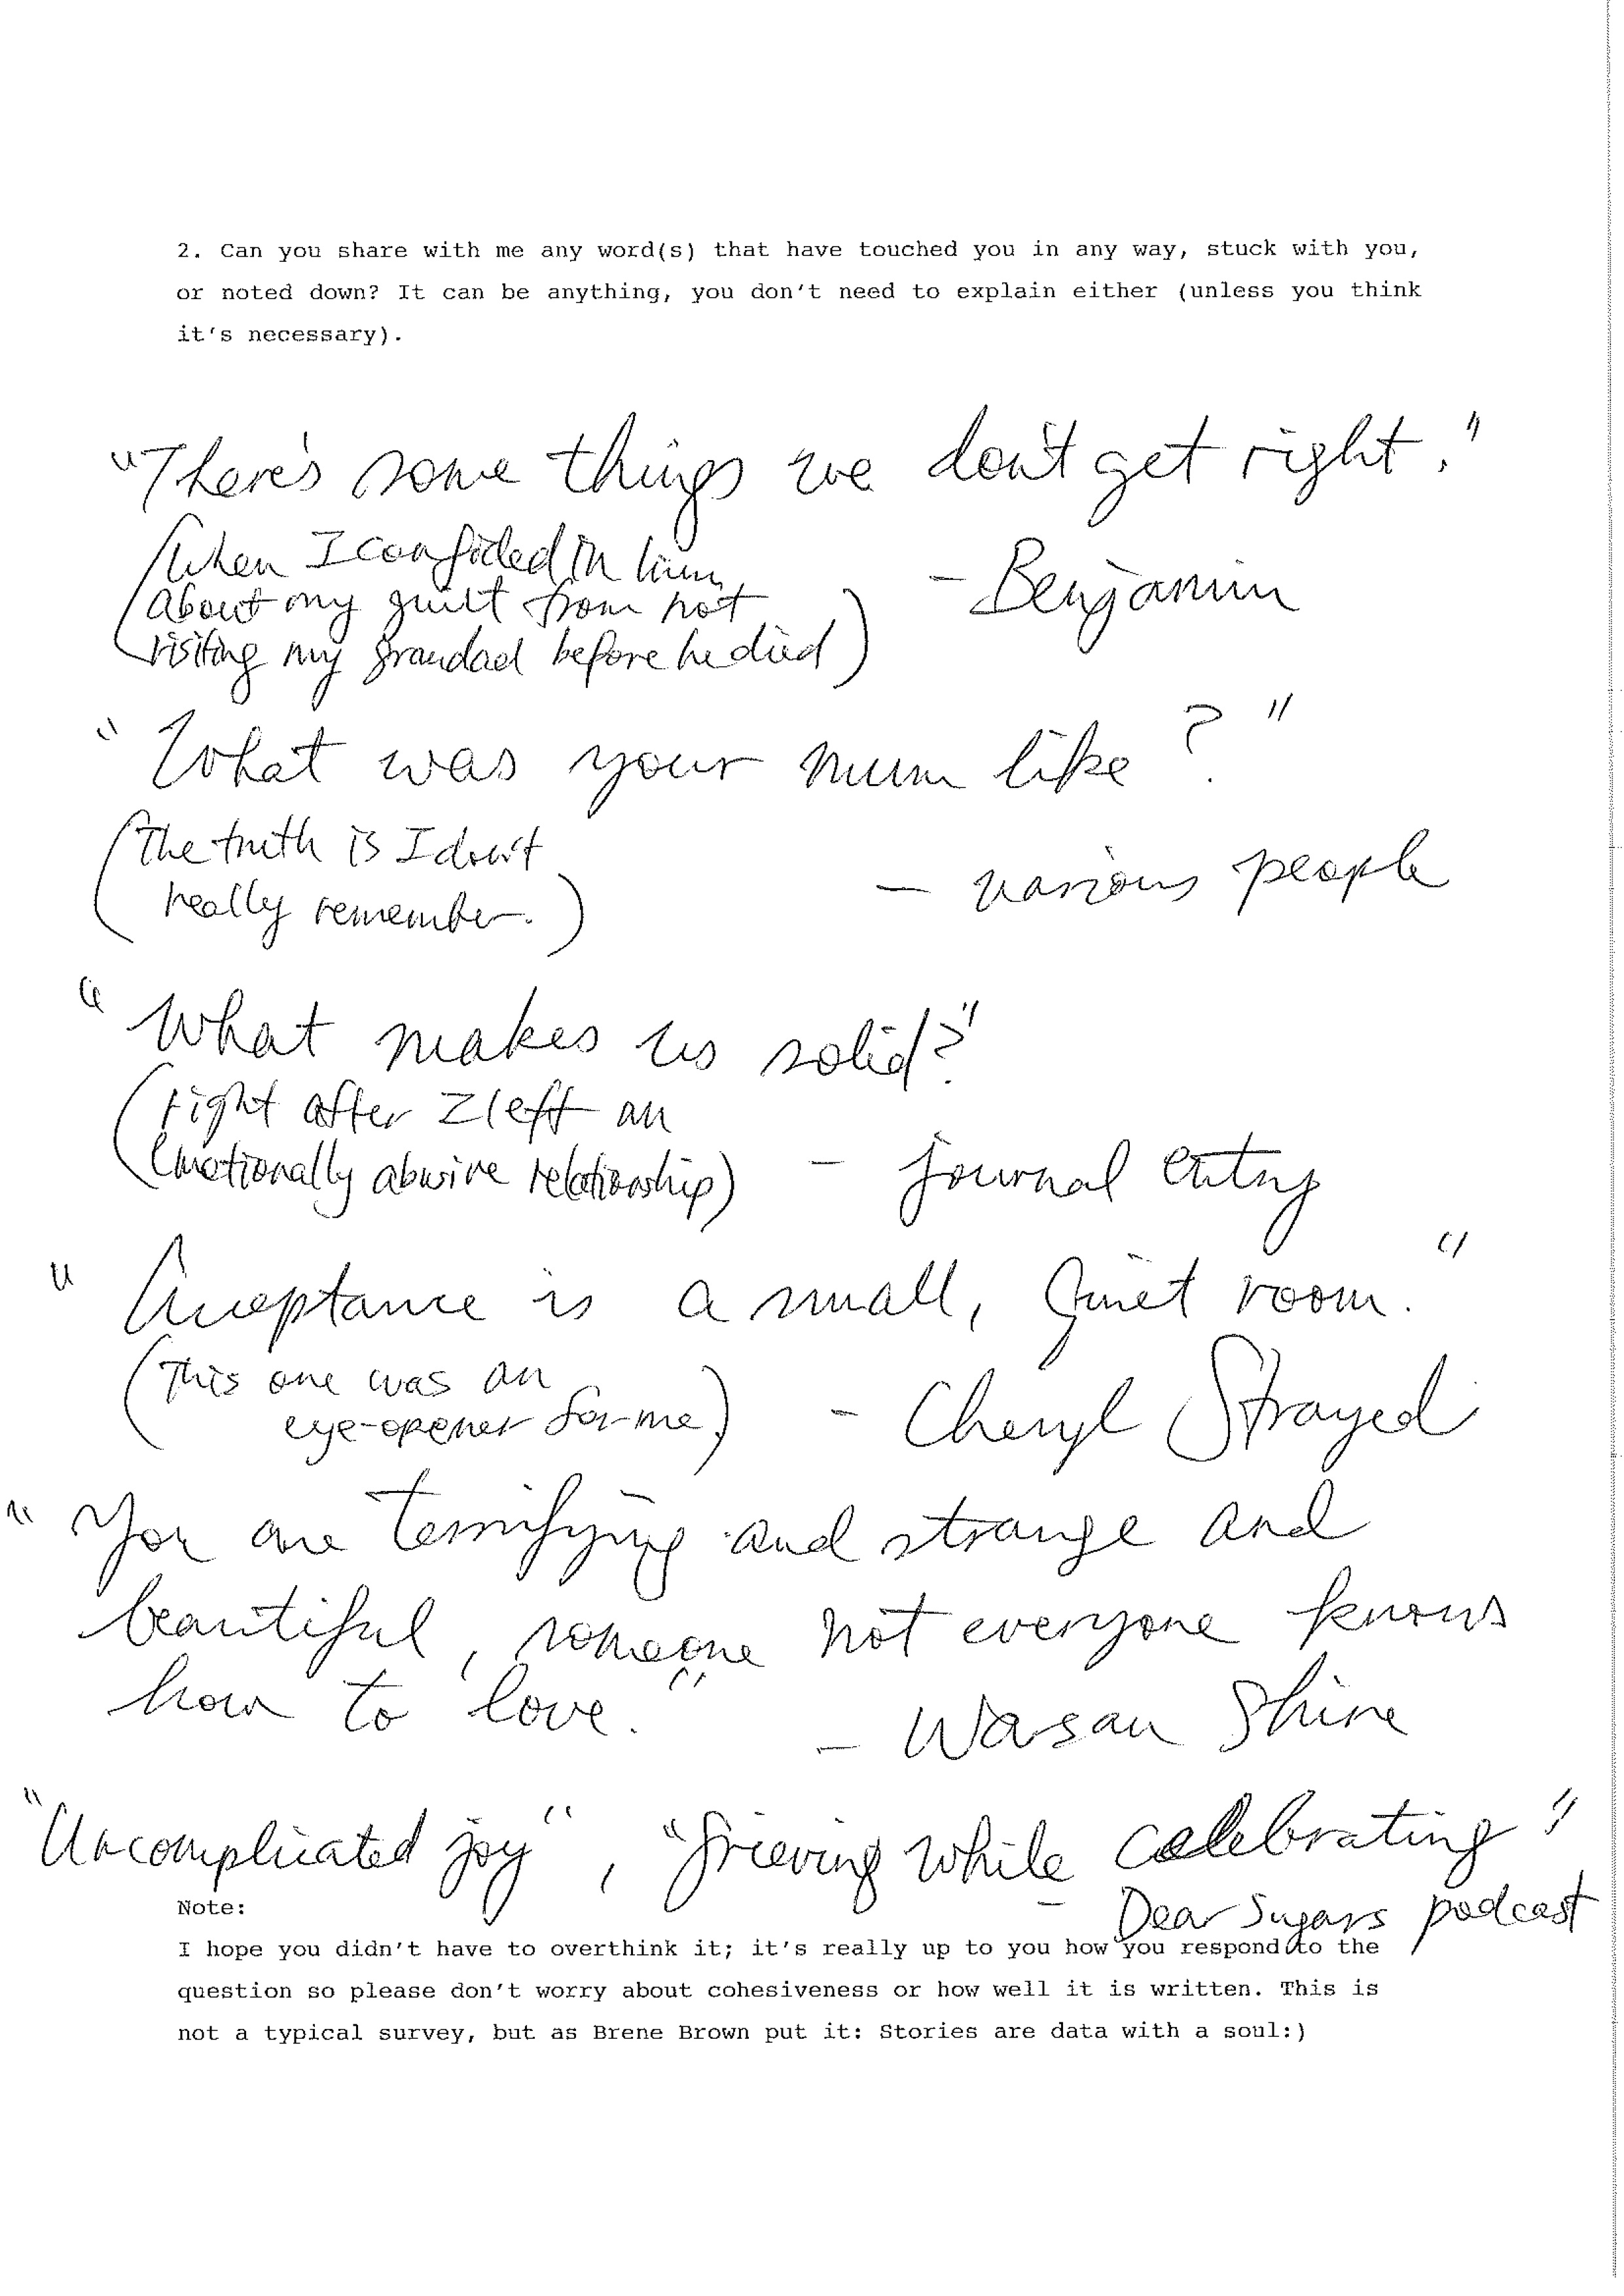 2. Can you share with me any word(s) that have touched you in any way, stuck with you,
or noted down? It can be anything, you don't need to explain either (unless you think
it's necessary).
"There's some things we don't get right."
(When I confided in him
about my guilt from not
visiting my grandad before he died)
- Benjamin
"What was your mum like?"
(The truth is I don't
really remember.)
- various people
"What makes us solid?"
(right after I left an
emotionally abusive relationship)
- journal entry
"Acceptance is a small, quiet room."
(This one was an
eye-opener for me)
- Cheryl Strayed
"You are terrifying and strange and
beautiful, someone not everyone knows
how to love."
- Warsan Shire
"Uncomplicated joy", "grieving while celebrating"
- Dear Sugars podcast
Note:
I hope you didn't have to overthink it; it's really up to you how you respond to the
question so please don't worry about cohesiveness or how well it is written. This is
not a typical survey, but as Brene Brown put it: Stories are data with a soul:)